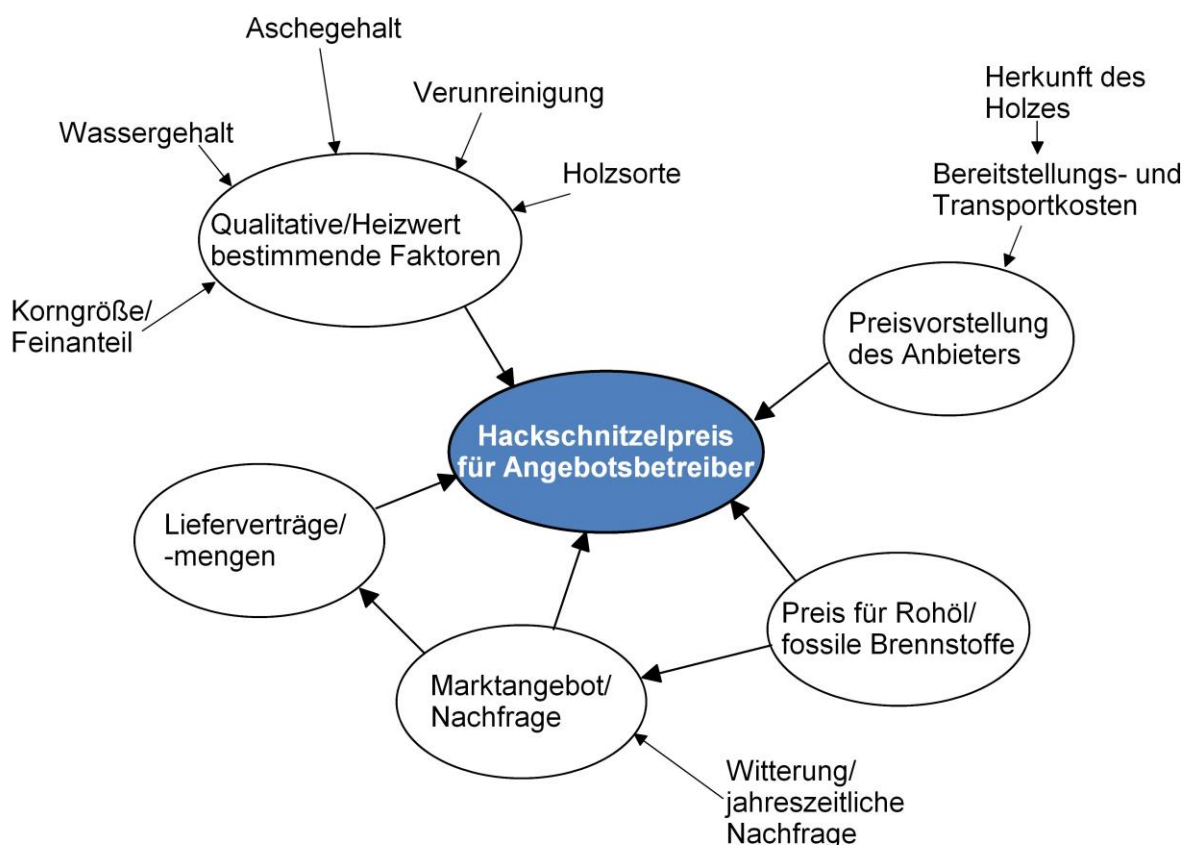 Aschegehalt
Verunreinigung
Wassergehalt
Holzsorte
Qualitative/Heizwert
bestimmende Faktoren
Korngröße/
Feinanteil
Herkunft des
Holzes
Bereitstellungs- und
Transportkosten
Preisvorstellung
des Anbieters
Hackschnitzelpreis
für Angebotsbetreiber
Lieferverträge/
-mengen
Preis für Rohöl/
fossile Brennstoffe
Marktangebot/
Nachfrage
Witterung/
jahreszeitliche
Nachfrage